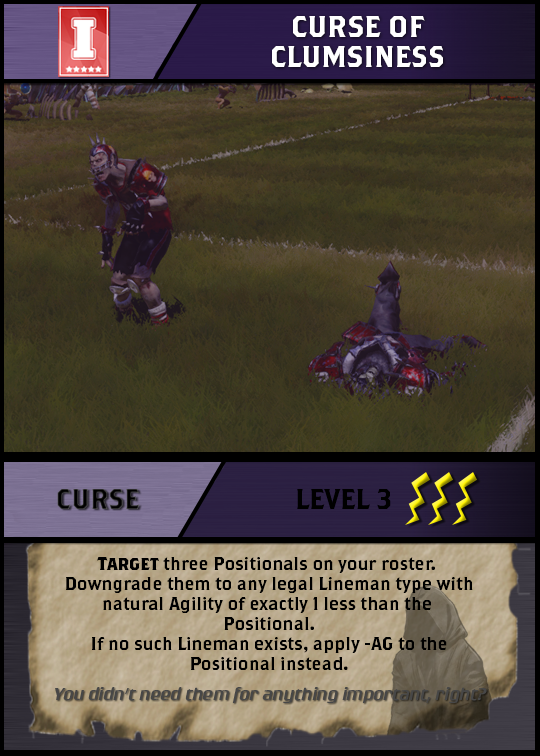 I
CURSE OF
CLUMSINESS
CURSE
LEVEL 3
TARGET three Positionals on your roster.
Downgrade them to any legal Lineman type with
natural Agility of exactly 1 less than the
Positional.
If no such Lineman exists, apply -AG to the
Positional instead.
You didn't need them for anything important, right?